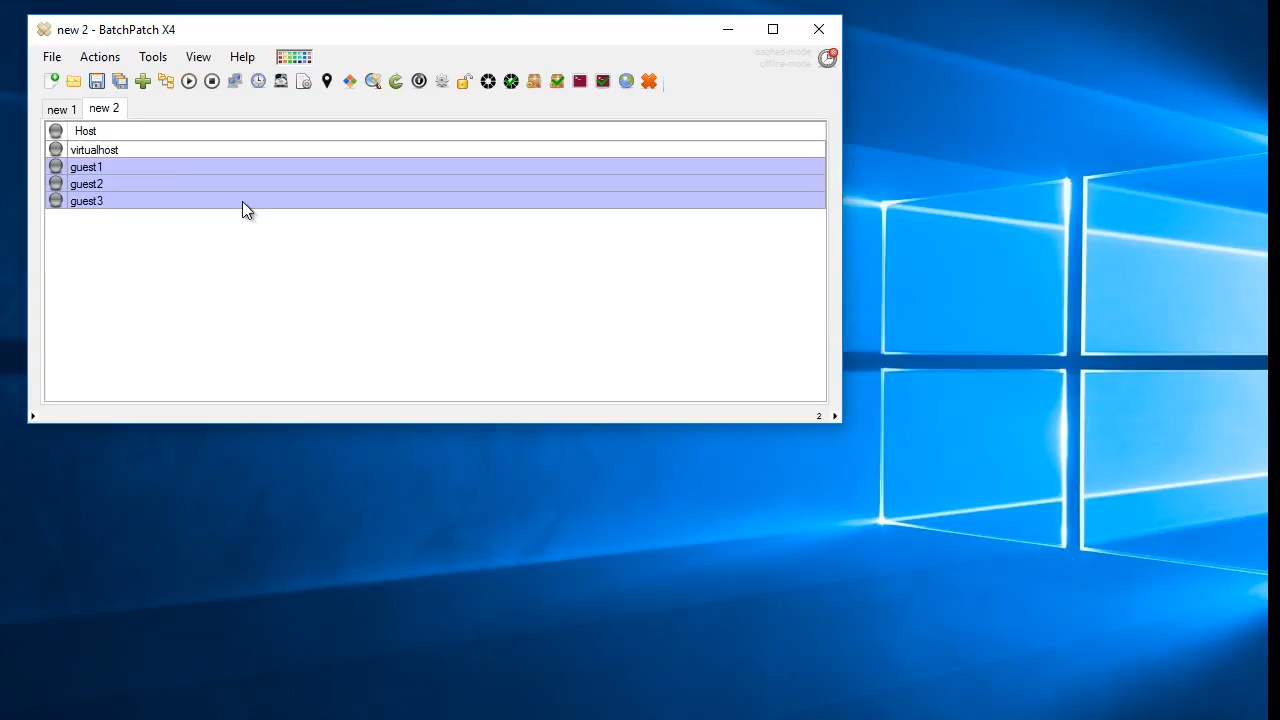 new 2 - BatchPatch X4
File Actions Tools View Help
cached-mode
offline-mode
new 1 new 2
Host
virtualhost
guest1
guest2
guest3
2